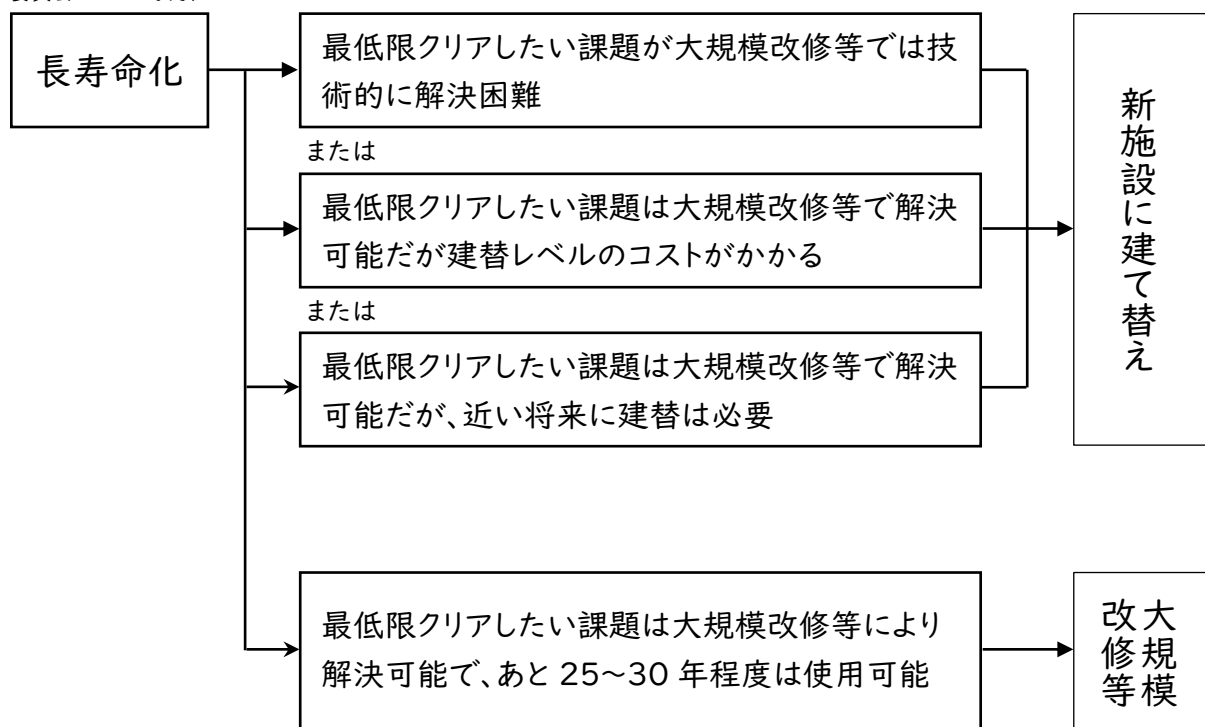 長寿命化
最低限クリアしたい課題が大規模改修等では技
術的に解決困難
または
最低限クリアしたい課題は大規模改修等で解決
可能だが建替レベルのコストがかかる
または
最低限クリアしたい課題は大規模改修等で解決
可能だが、近い将来に建替は必要
新施設に建て替え
最低限クリアしたい課題は大規模改修等により
解決可能で、あと 25～30 年程度は使用可能
大規模
改修等